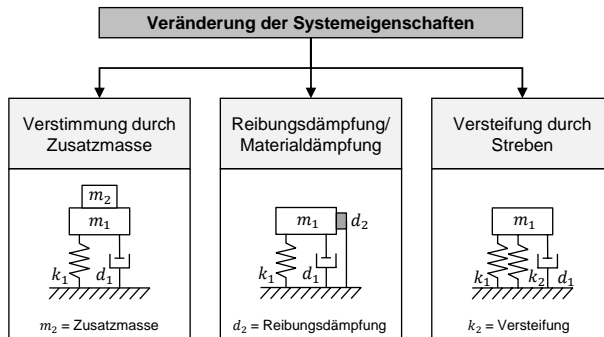 Veränderung der Systemeigenschaften
Verstimmung durch
Zusatzmasse
m₂
m₁
k₁
d₁
m₂ = Zusatzmasse
Reibungsdämpfung/
Materialdämpfung
m₁
d₂
k₁
d₁
d₂ = Reibungsdämpfung
Versteifung durch
Streben
m₁
k₁
k₂
d₁
k₂ = Versteifung